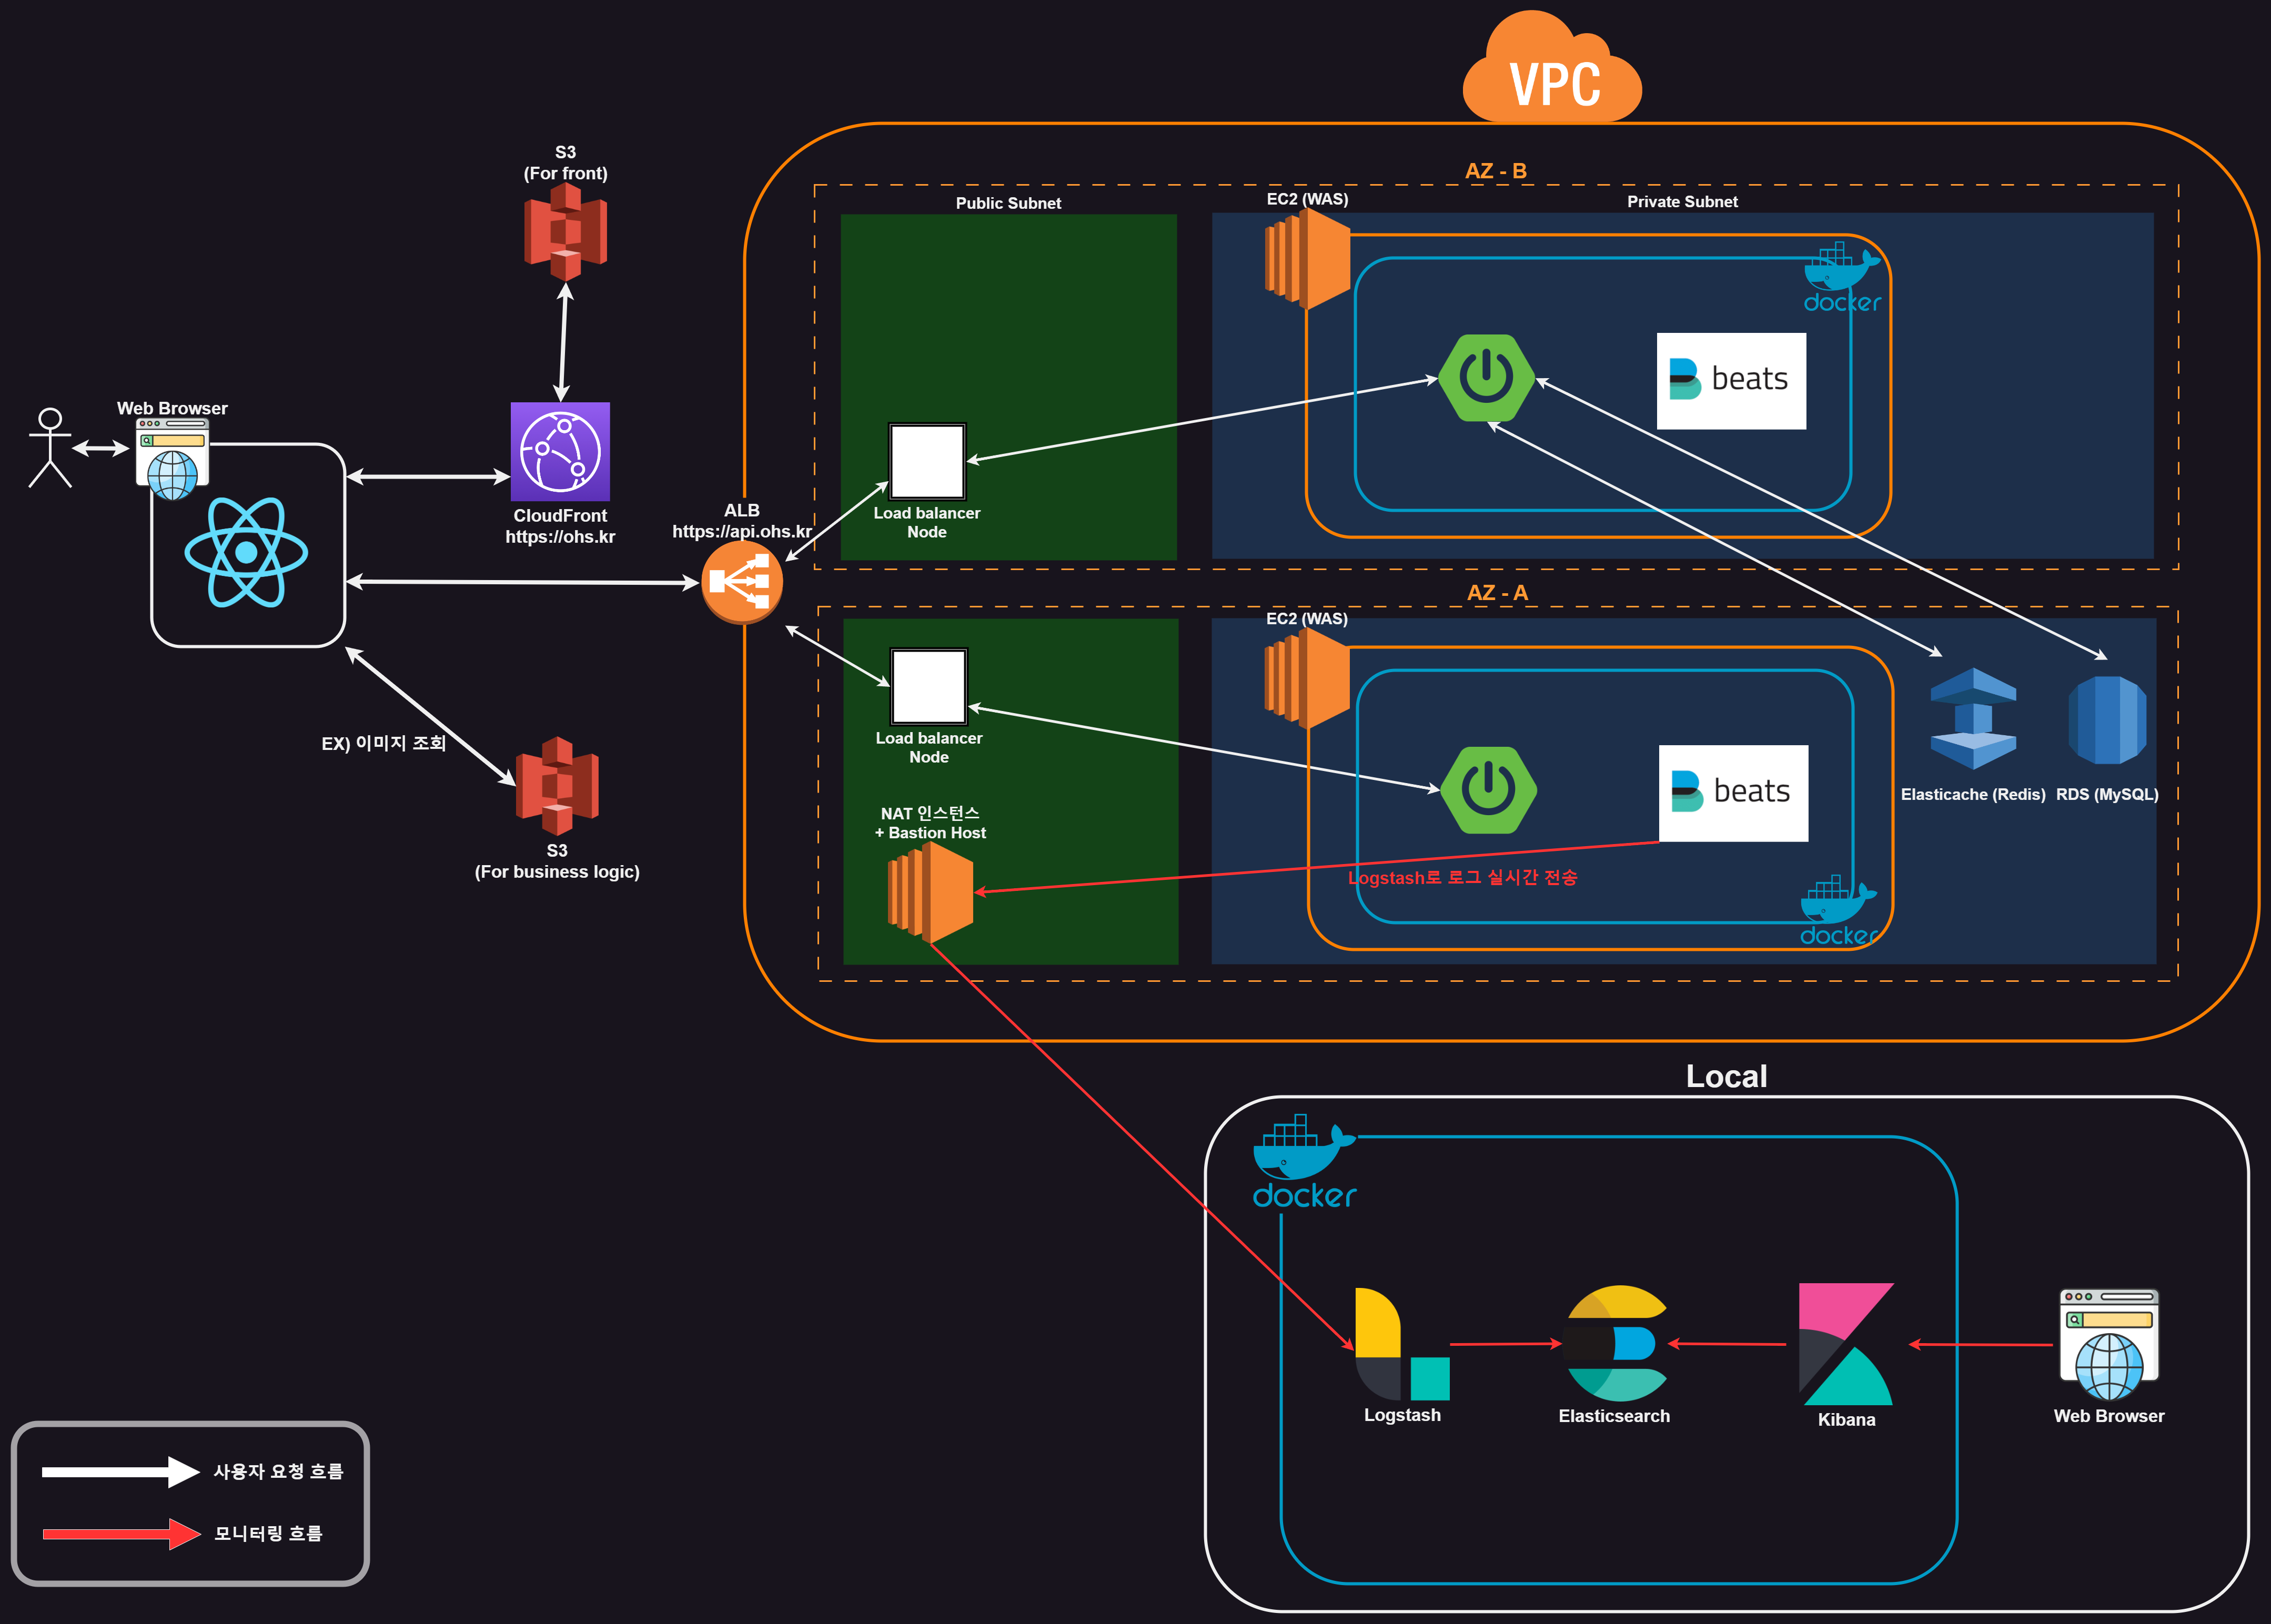 VPC
S3
(For front)
AZ - B
Public Subnet
EC2 (WAS)
Private Subnet
docker
beats
Web Browser
Load balancer
Node
CloudFront
https://ohs.kr
ALB
https://api.ohs.kr
AZ - A
EC2 (WAS)
Load balancer
Node
EX) 이미지 조회
beats
Elasticache (Redis)
RDS (MySQL)
NAT 인스턴스
+ Bastion Host
S3
(For business logic)
Logstash로 로그 실시간 전송
docker
Local
docker
Logstash
Elasticsearch
Kibana
Web Browser
사용자 요청 흐름
모니터링 흐름